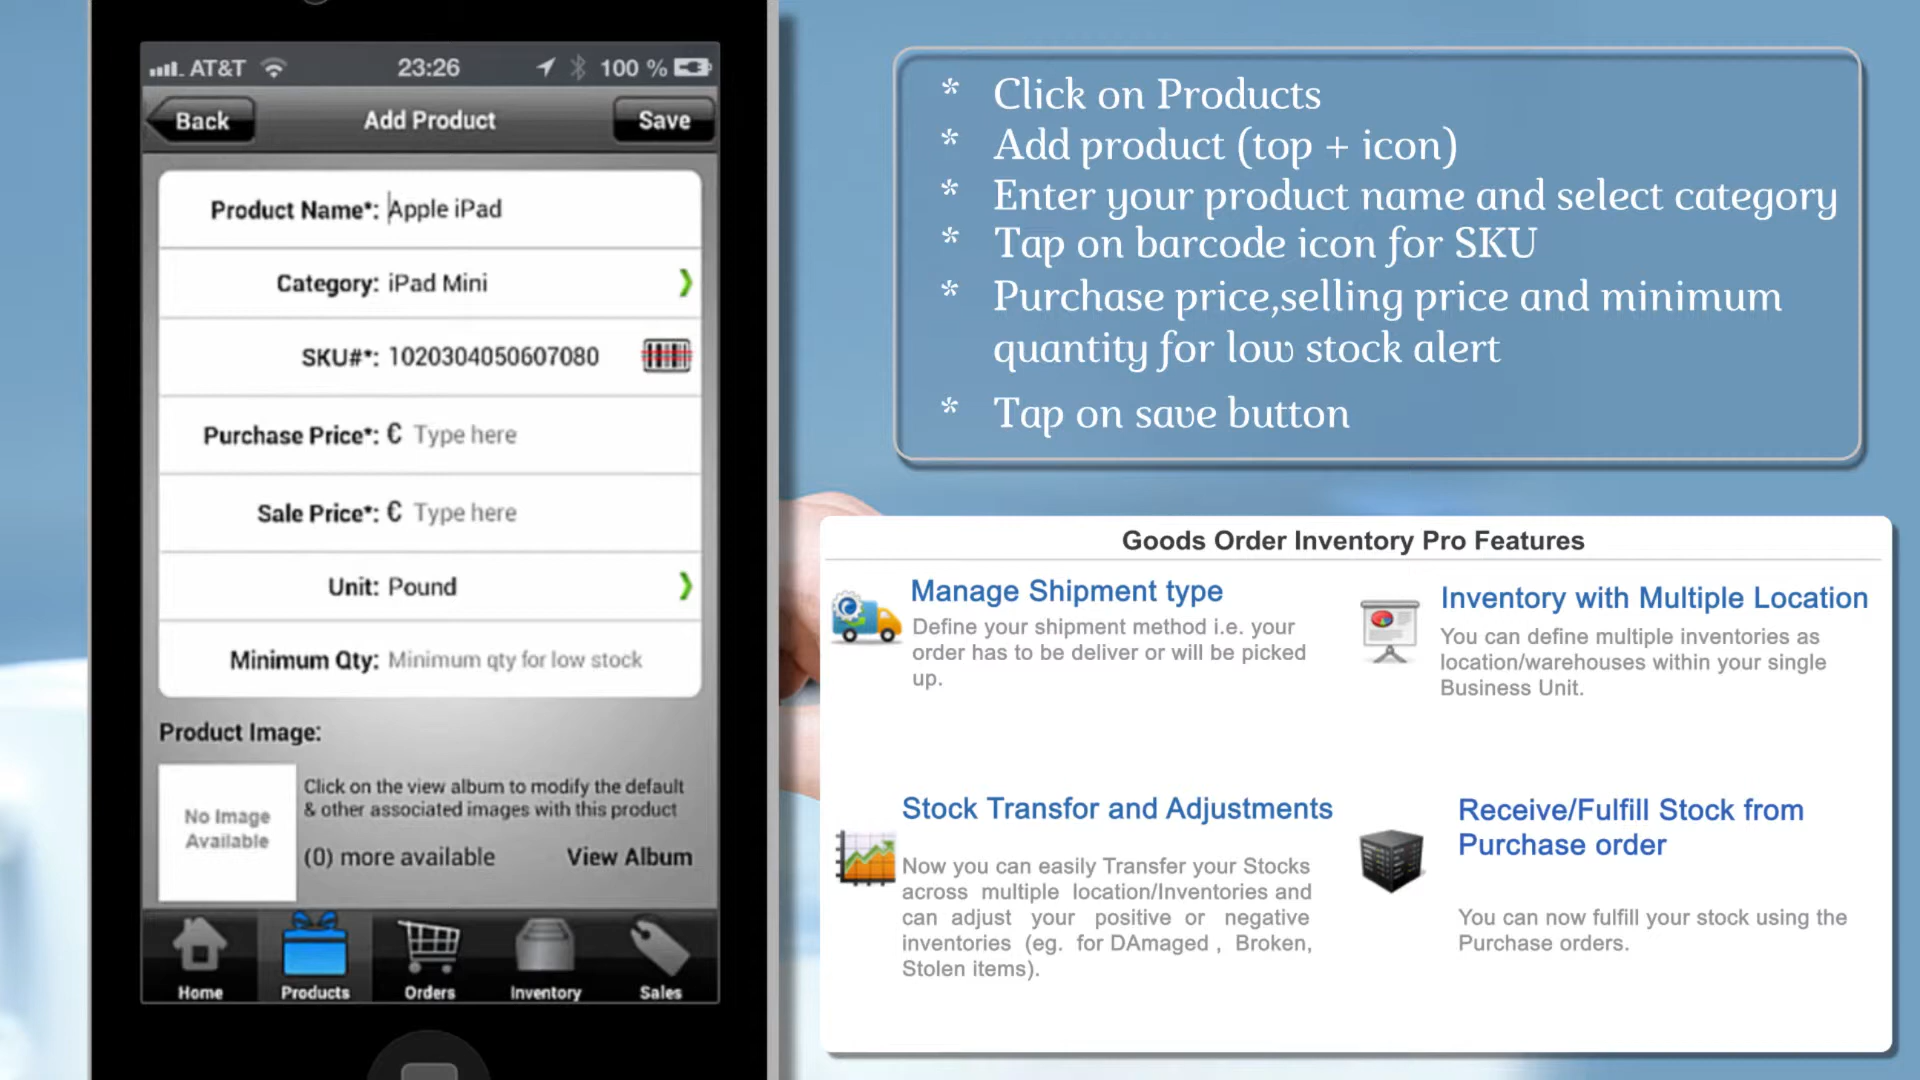 AT&T 23:26 100 %
Back Add Product Save
Product Name*: Apple iPad
Category: iPad Mini
SKU#*: 1020304050607080
Purchase Price*: € Type here
Sale Price*: € Type here
Unit: Pound
Minimum Qty: Minimum qty for low stock
Product Image:
No Image
Available
Click on the view album to modify the default
& other associated images with this product
(0) more available View Album
Home Products Orders Inventory Sales
* Click on Products
* Add product (top + icon)
* Enter your product name and select category
* Tap on barcode icon for SKU
* Purchase price,selling price and minimum
quantity for low stock alert
* Tap on save button
Goods Order Inventory Pro Features
Manage Shipment type
Define your shipment method i.e. your
order has to be deliver or will be picked
up.
Inventory with Multiple Location
You can define multiple inventories as
location/warehouses within your single
Business Unit.
Stock Transfor and Adjustments
Now you can easily Transfer your Stocks
across multiple location/Inventories and
can adjust your positive or negative
inventories (eg. for DAmaged , Broken,
Stolen items).
Receive/Fulfill Stock from
Purchase order
You can now fulfill your stock using the
Purchase orders.